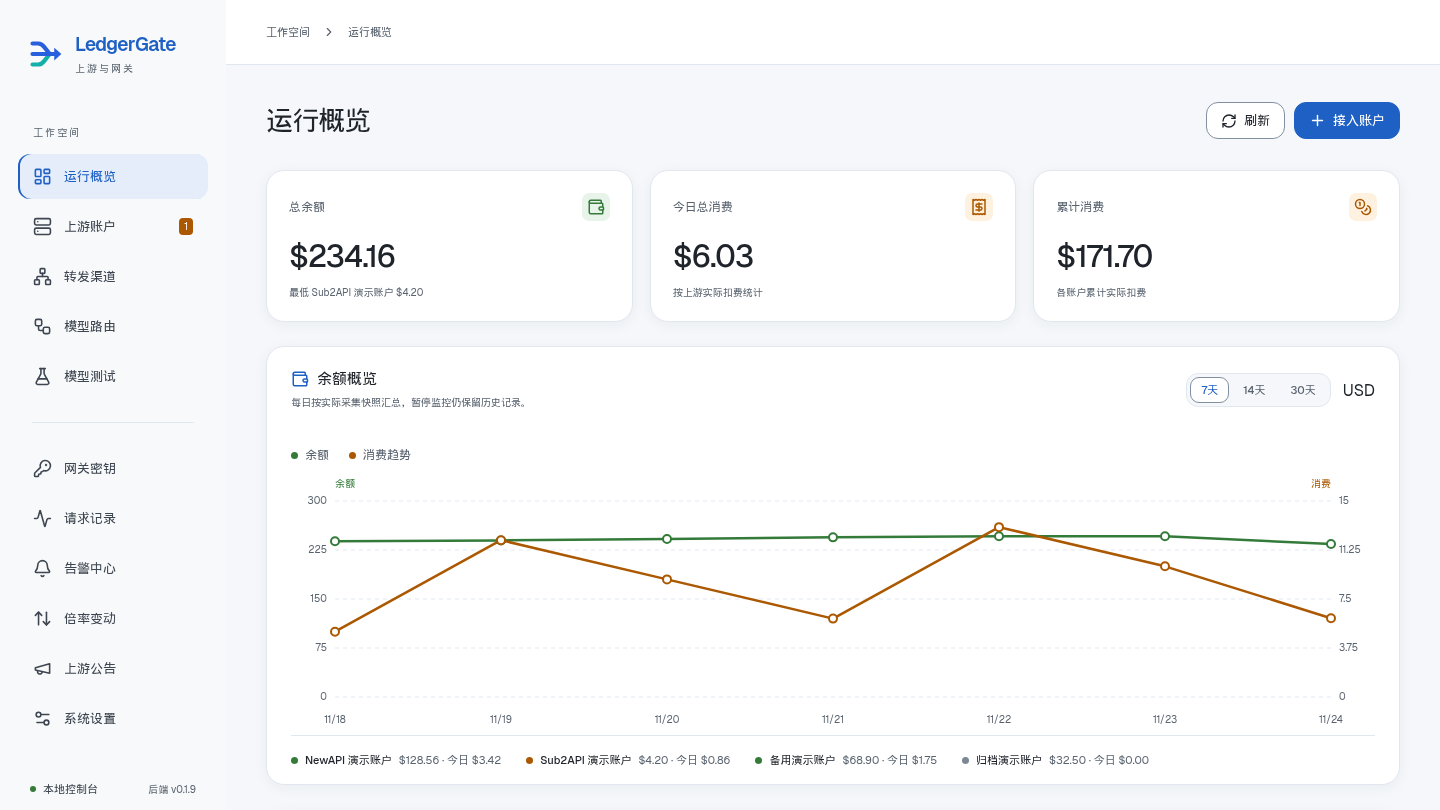 LedgerGate
上游与网关
工作空间
运行概览
上游账户 1
转发渠道
模型路由
模型测试
网关密钥
请求记录
告警中心
倍率变动
上游公告
系统设置
本地控制台 后端 v0.1.9
工作空间 运行概览
运行概览
刷新 接入账户
总余额
$234.16
最低 Sub2API 演示账户 $4.20
今日总消费
$6.03
按上游实际扣费统计
累计消费
$171.70
各账户累计实际扣费
余额概览
每日按实际采集快照汇总，暂停监控仍保留历史记录。
7天 14天 30天 USD
余额 消费趋势
余额 消费
300 15
225 11.25
150 7.5
75 3.75
0 0
11/18 11/19 11/20 11/21 11/22 11/23 11/24
NewAPI 演示账户 $128.56 · 今日 $3.42 Sub2API 演示账户 $4.20 · 今日 $0.86 备用演示账户 $68.90 · 今日 $1.75 归档演示账户 $32.50 · 今日 $0.00